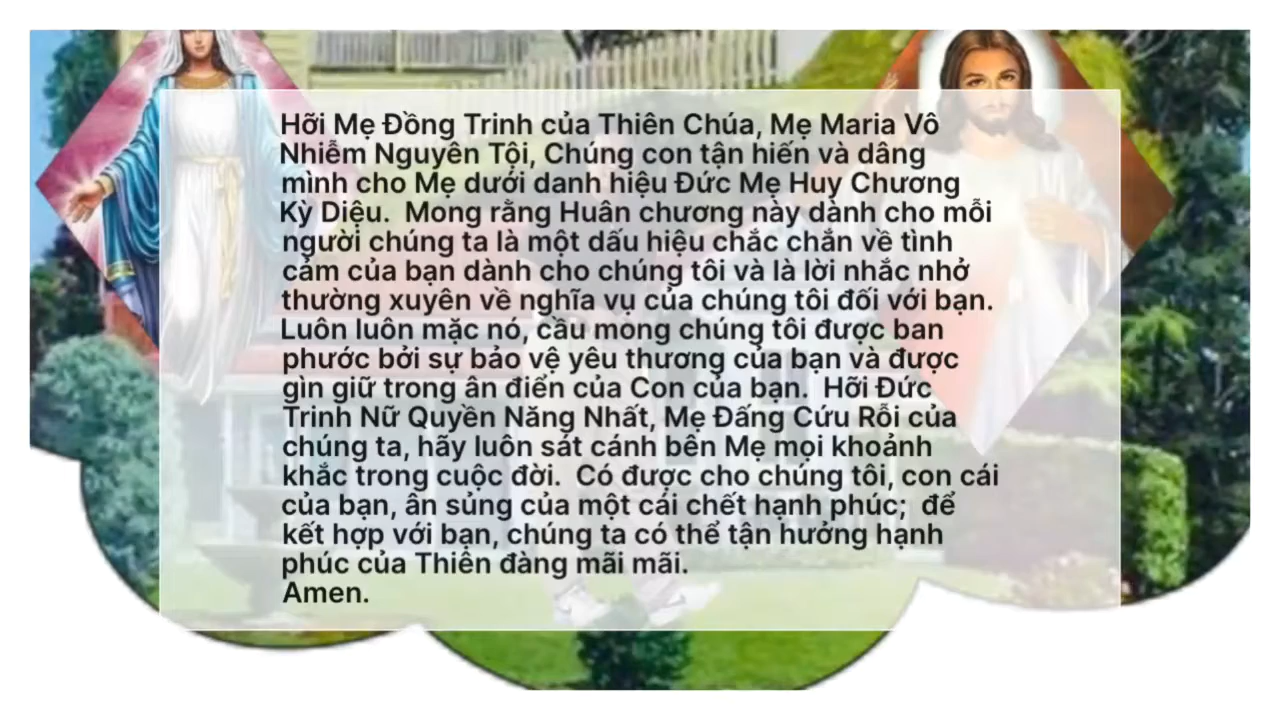 Hỡi Mẹ Đồng Trinh của Thiên Chúa, Mẹ Maria Vô
Nhiễm Nguyên Tội, Chúng con tận hiến và dâng
mình cho Mẹ dưới danh hiệu Đức Mẹ Huy Chương
Kỳ Diệu.  Mong rằng Huân chương này dành cho mỗi
người chúng ta là một dấu hiệu chắc chắn về tình
cảm của bạn dành cho chúng tôi và là lời nhắc nhở
thường xuyên về nghĩa vụ của chúng tôi đối với bạn.
Luôn luôn mặc nó, cầu mong chúng tôi được ban
phước bởi sự bảo vệ yêu thương của bạn và được
gìn giữ trong ân điển của Con của bạn.  Hỡi Đức
Trinh Nữ Quyền Năng Nhất, Mẹ Đấng Cứu Rỗi của
chúng ta, hãy luôn sát cánh bên Mẹ mọi khoảnh
khắc trong cuộc đời.  Có được cho chúng tôi, con cái
của bạn, ân sủng của một cái chết hạnh phúc;  để
kết hợp với bạn, chúng ta có thể tận hưởng hạnh
phúc của Thiên đàng mãi mãi.
Amen.